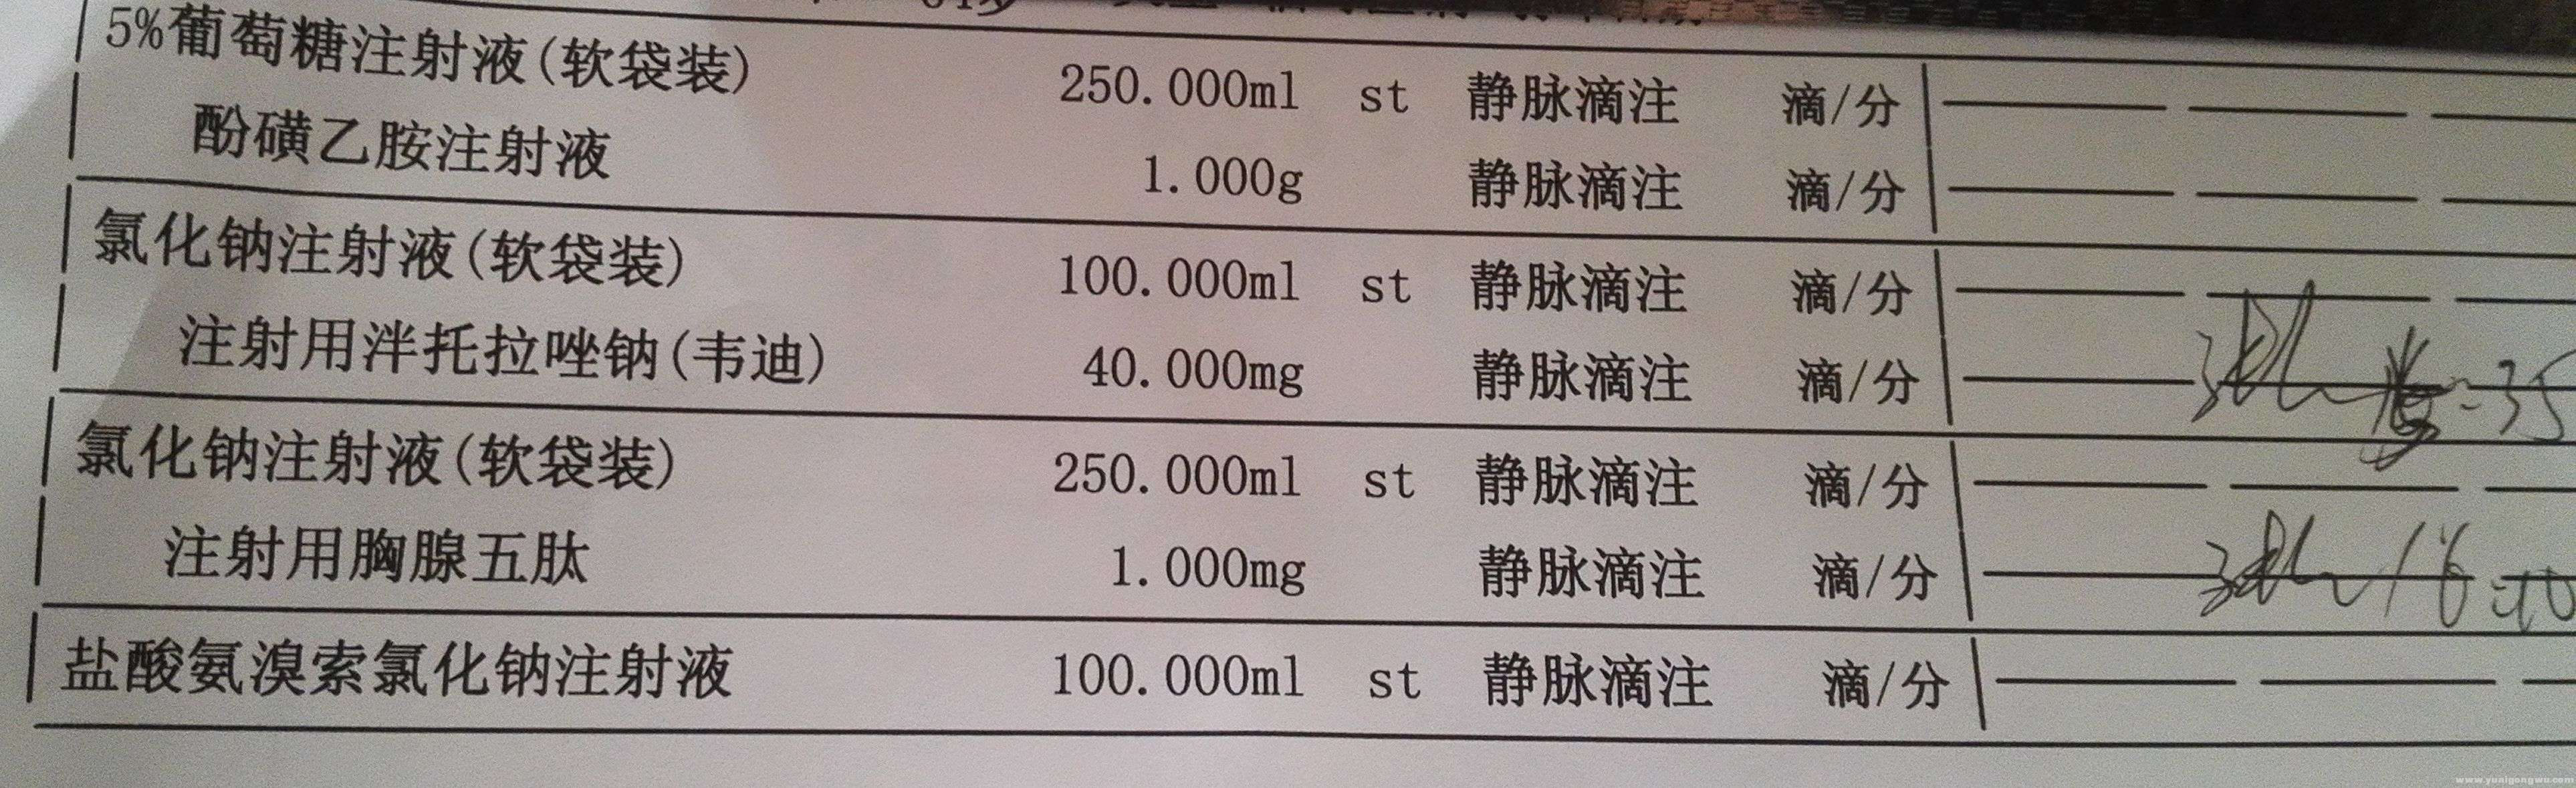 5%葡萄糖注射液(软袋装) 250.000ml st 静脉滴注 滴/分
酚磺乙胺注射液 1.000g 静脉滴注 滴/分
氯化钠注射液(软袋装) 100.000ml st 静脉滴注 滴/分
注射用泮托拉唑钠(韦迪) 40.000mg 静脉滴注 滴/分
氯化钠注射液(软袋装) 250.000ml st 静脉滴注 滴/分
注射用胸腺五肽 1.000mg 静脉滴注 滴/分
盐酸氨溴索氯化钠注射液 100.000ml st 静脉滴注 滴/分